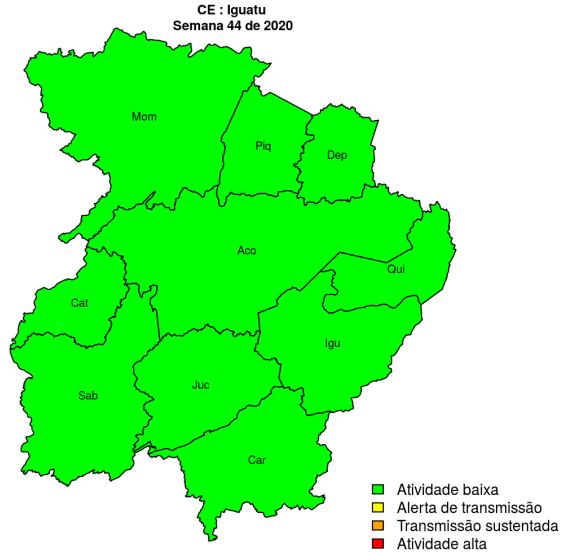 CE : Iguatu
Semana 44 de 2020
Mom
Piq
Dep
Aco
Qui
Cat
Igu
Juc
Sab
Car
Atividade baixa
Alerta de transmissão
Transmissão sustentada
Atividade alta